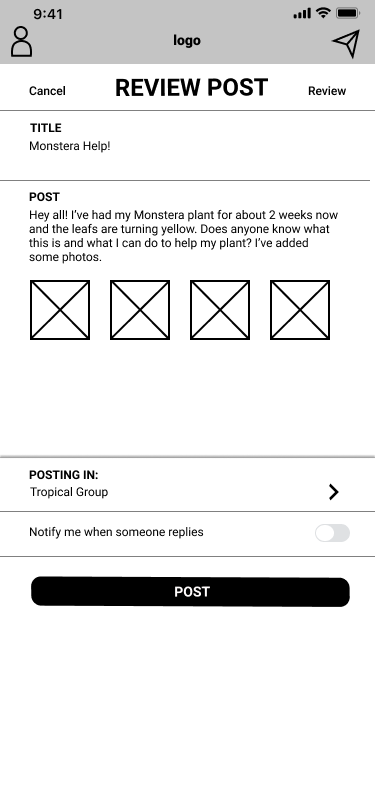 9:41
logo
Cancel
REVIEW POST
Review
TITLE
Monstera Help!
POST
Hey all! I’ve had my Monstera plant for about 2 weeks now
and the leafs are turning yellow. Does anyone know what
this is and what I can do to help my plant? I’ve added
some photos.
POSTING IN:
Tropical Group
Notify me when someone replies
POST